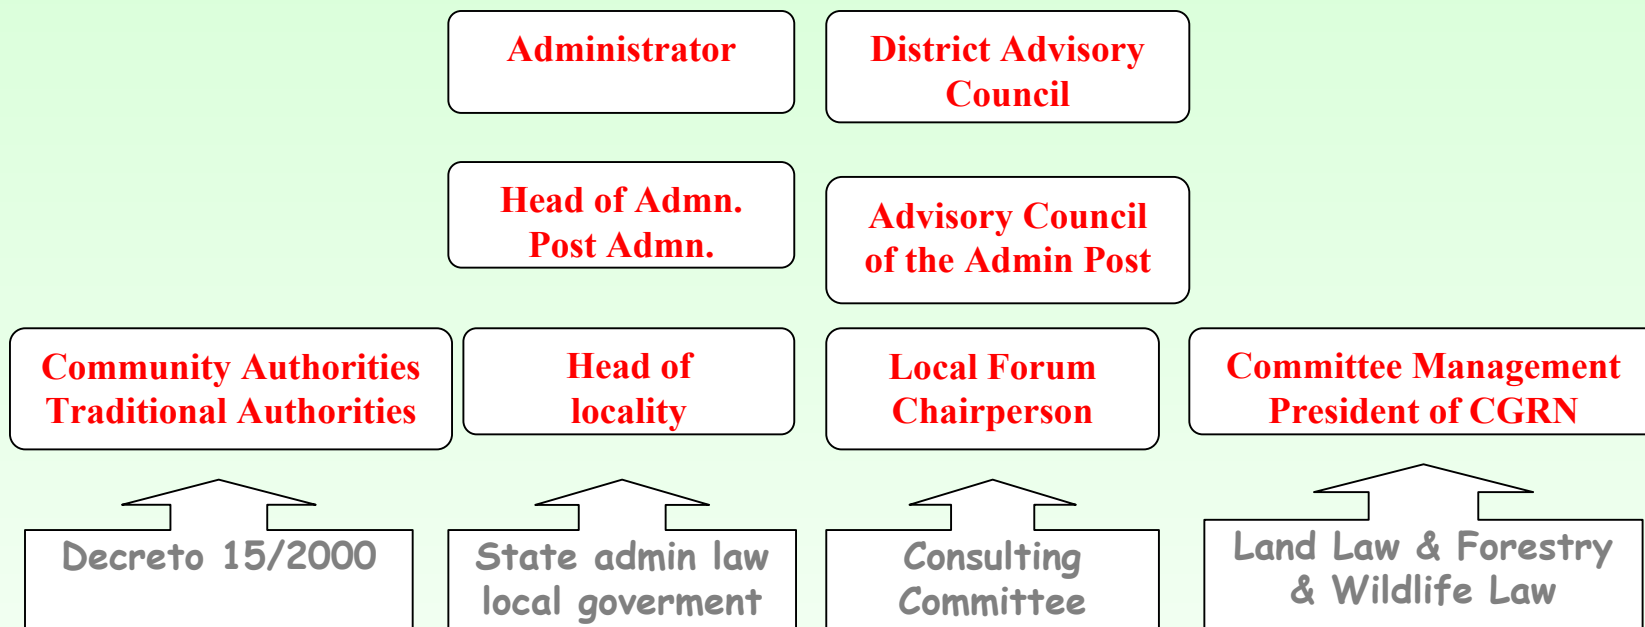 Administrator
District Advisory
Council
Head of Admn.
Post Admn.
Advisory Council
of the Admin Post
Community Authorities
Traditional Authorities
Head of
locality
Local Forum
Chairperson
Committee Management
President of CGRN
Decreto 15/2000
State admin law
local goverment
Consulting
Committee
Land Law & Forestry
& Wildlife Law